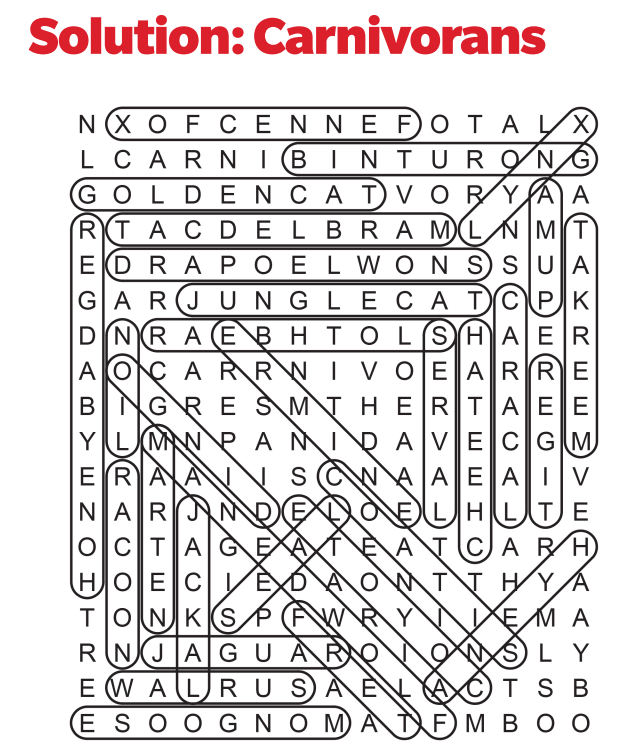 Solution: Carnivorans
N X O F C E N N E F O T A L X
L C A R N I B I N T U R O N G
G O L D E N C A T V O R Y A A
R T A C D E L B R A M L N M T
E D R A P O E L W O N S S U A
G A R J U N G L E C A T C P K
D N R A E B H T O L S H A E R
A O C A R R N I V O E A R R E
B I G R E S M T H E R T A E E
Y L M N P A N I D A V E C G M
E R A A I I S C N A A E A I V
N A R J N D E L O E L H L T E
O C T A G E A T E A T C A R H
H O E C I E D A O N T T H Y A
T O N K S P F W R Y I I E M A
R N J A G U A R O I O N S L Y
E W A L R U S A E L A C T S B
E S O O G N O M A T F M B O O